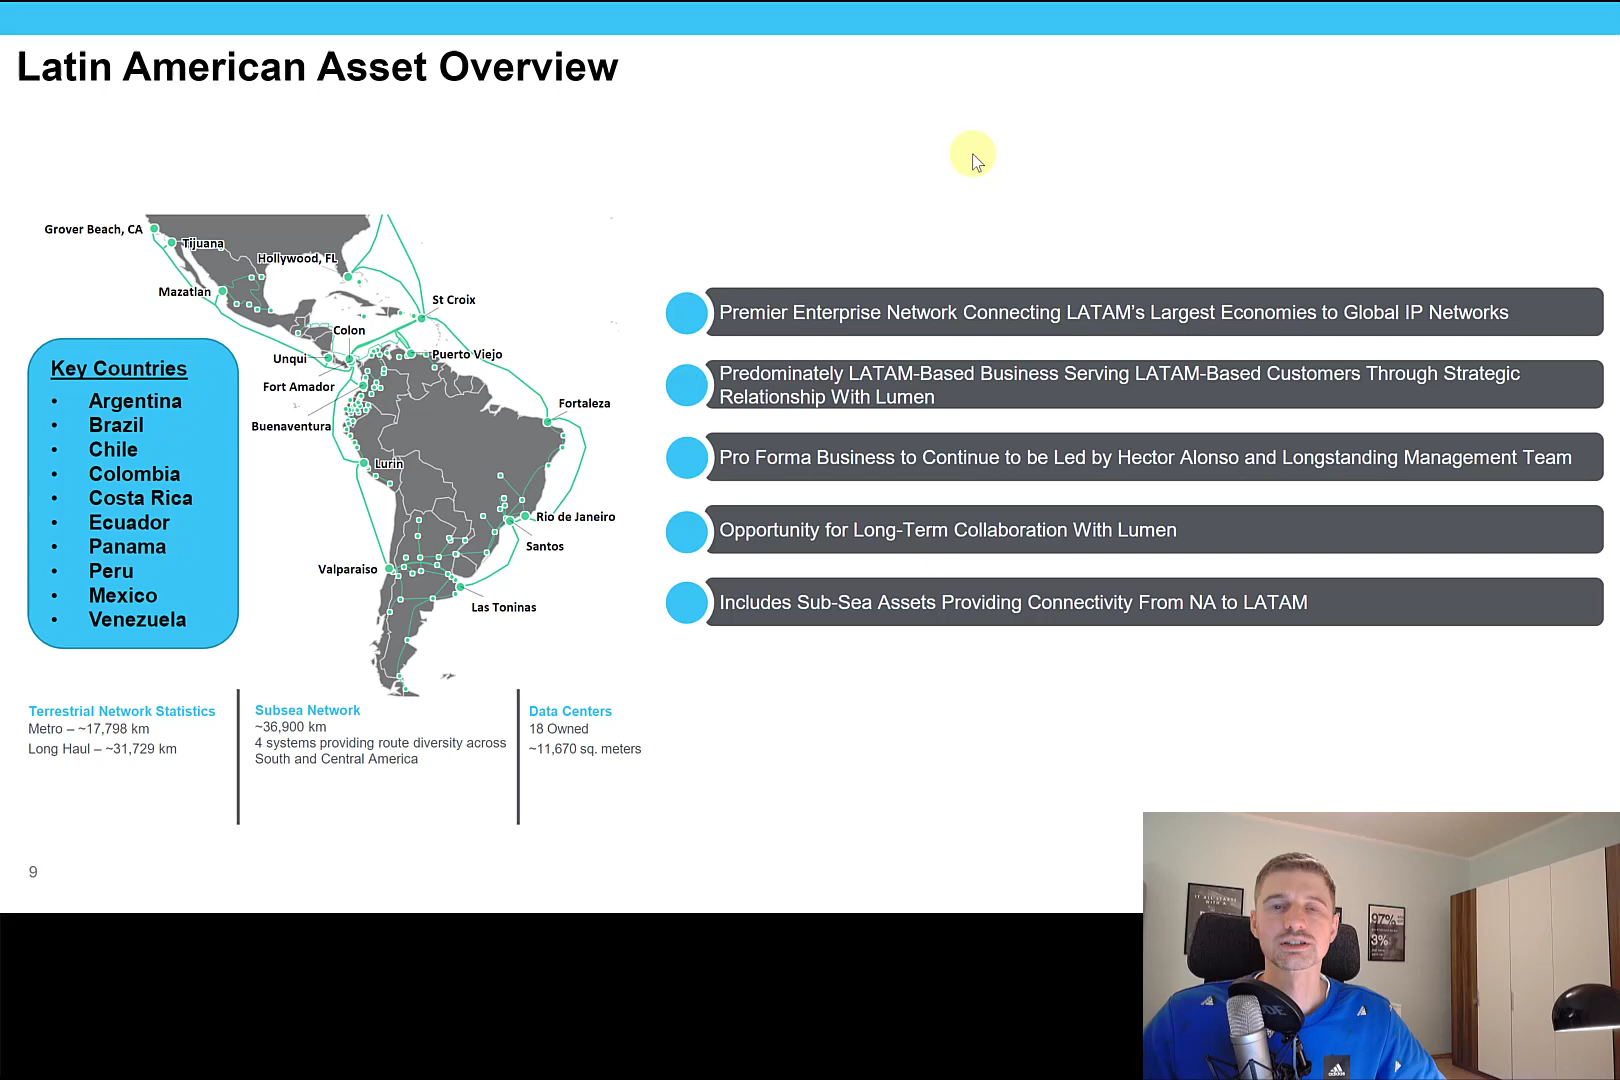 Latin American Asset Overview
Grover Beach, CA
Tijuana
Hollywood, FL
Mazatlan
St Croix
Colon
Unqui
Puerto Viejo
Fort Amador
Fortaleza
Buenaventura
Lurin
Rio de Janeiro
Santos
Valparaiso
Las Toninas
Key Countries
• Argentina
• Brazil
• Chile
• Colombia
• Costa Rica
• Ecuador
• Panama
• Peru
• Mexico
• Venezuela
Premier Enterprise Network Connecting LATAM's Largest Economies to Global IP Networks
Predominately LATAM-Based Business Serving LATAM-Based Customers Through Strategic
Relationship With Lumen
Pro Forma Business to Continue to be Led by Hector Alonso and Longstanding Management Team
Opportunity for Long-Term Collaboration With Lumen
Includes Sub-Sea Assets Providing Connectivity From NA to LATAM
Terrestrial Network Statistics
Metro – ~17,798 km
Long Haul – ~31,729 km
Subsea Network
~36,900 km
4 systems providing route diversity across
South and Central America
Data Centers
18 Owned
~11,670 sq. meters
9
IT ALL STARTS
WITH A
97%
3%
adidas